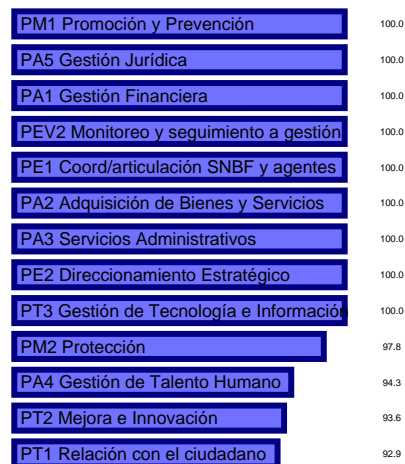 PM1 Promoción y Prevención 100.0
PA5 Gestión Jurídica 100.0
PA1 Gestión Financiera 100.0
PEV2 Monitoreo y seguimiento a gestión 100.0
PE1 Coord/articulación SNBF y agentes 100.0
PA2 Adquisición de Bienes y Servicios 100.0
PA3 Servicios Administrativos 100.0
PE2 Direccionamiento Estratégico 100.0
PT3 Gestión de Tecnología e Información 100.0
PM2 Protección 97.8
PA4 Gestión de Talento Humano 94.3
PT2 Mejora e Innovación 93.6
PT1 Relación con el ciudadano 92.9